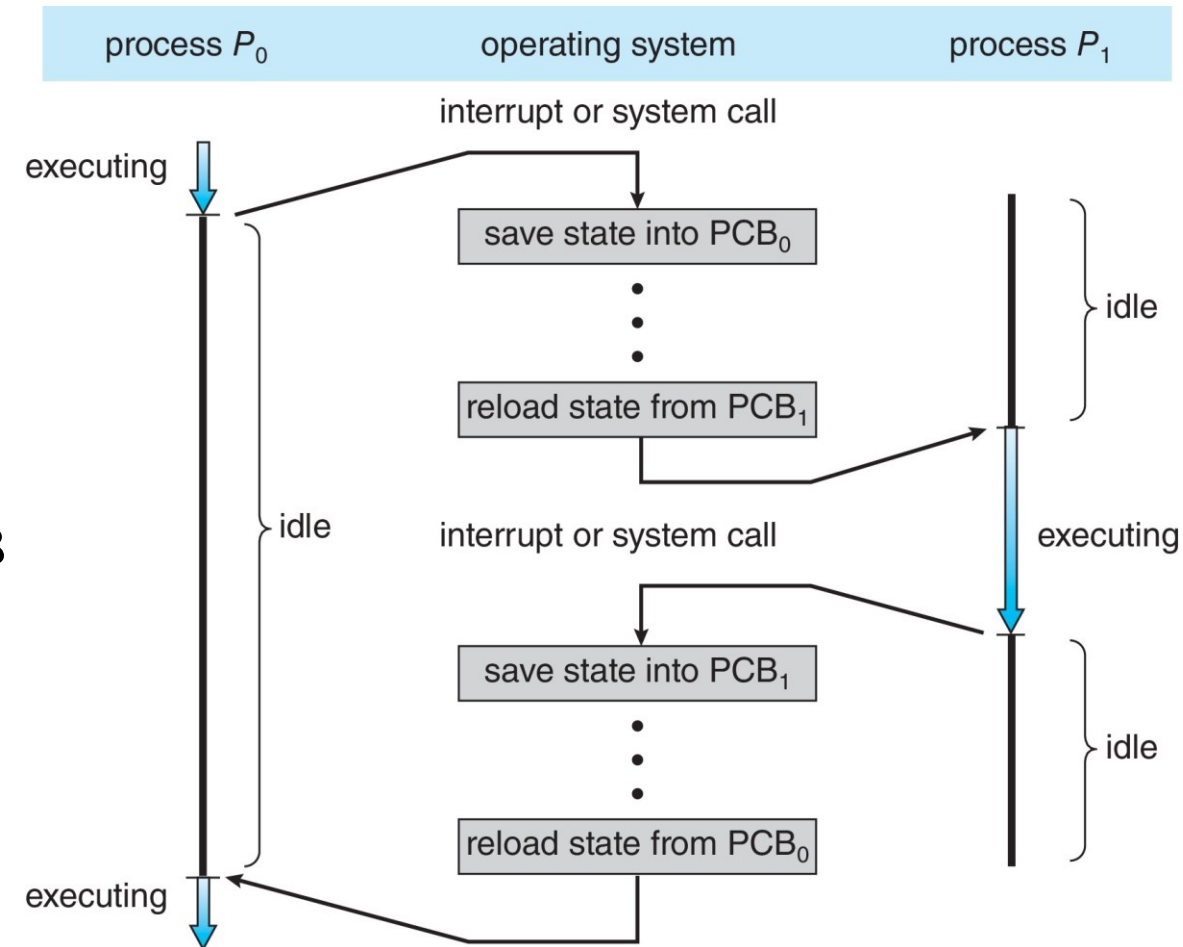 process P₀ operating system process P₁
interrupt or system call
executing
save state into PCB₀
idle
reload state from PCB₁
idle
interrupt or system call
executing
save state into PCB₁
idle
reload state from PCB₀
executing